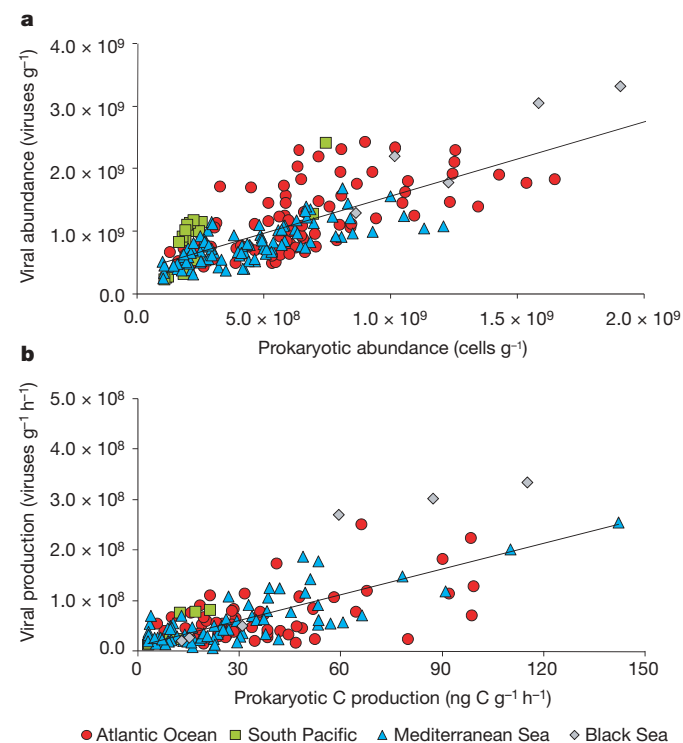 a
Viral abundance (viruses g⁻¹)
4.0 × 10⁹
3.0 × 10⁹
2.0 × 10⁹
1.0 × 10⁹
0.0
0.0 5.0 × 10⁸ 1.0 × 10⁹ 1.5 × 10⁹ 2.0 × 10⁹
Prokaryotic abundance (cells g⁻¹)
b
Viral production (viruses g⁻¹ h⁻¹)
5.0 × 10⁸
4.0 × 10⁸
3.0 × 10⁸
2.0 × 10⁸
1.0 × 10⁸
0.0
0 30 60 90 120 150
Prokaryotic C production (ng C g⁻¹ h⁻¹)
Atlantic Ocean South Pacific Mediterranean Sea Black Sea